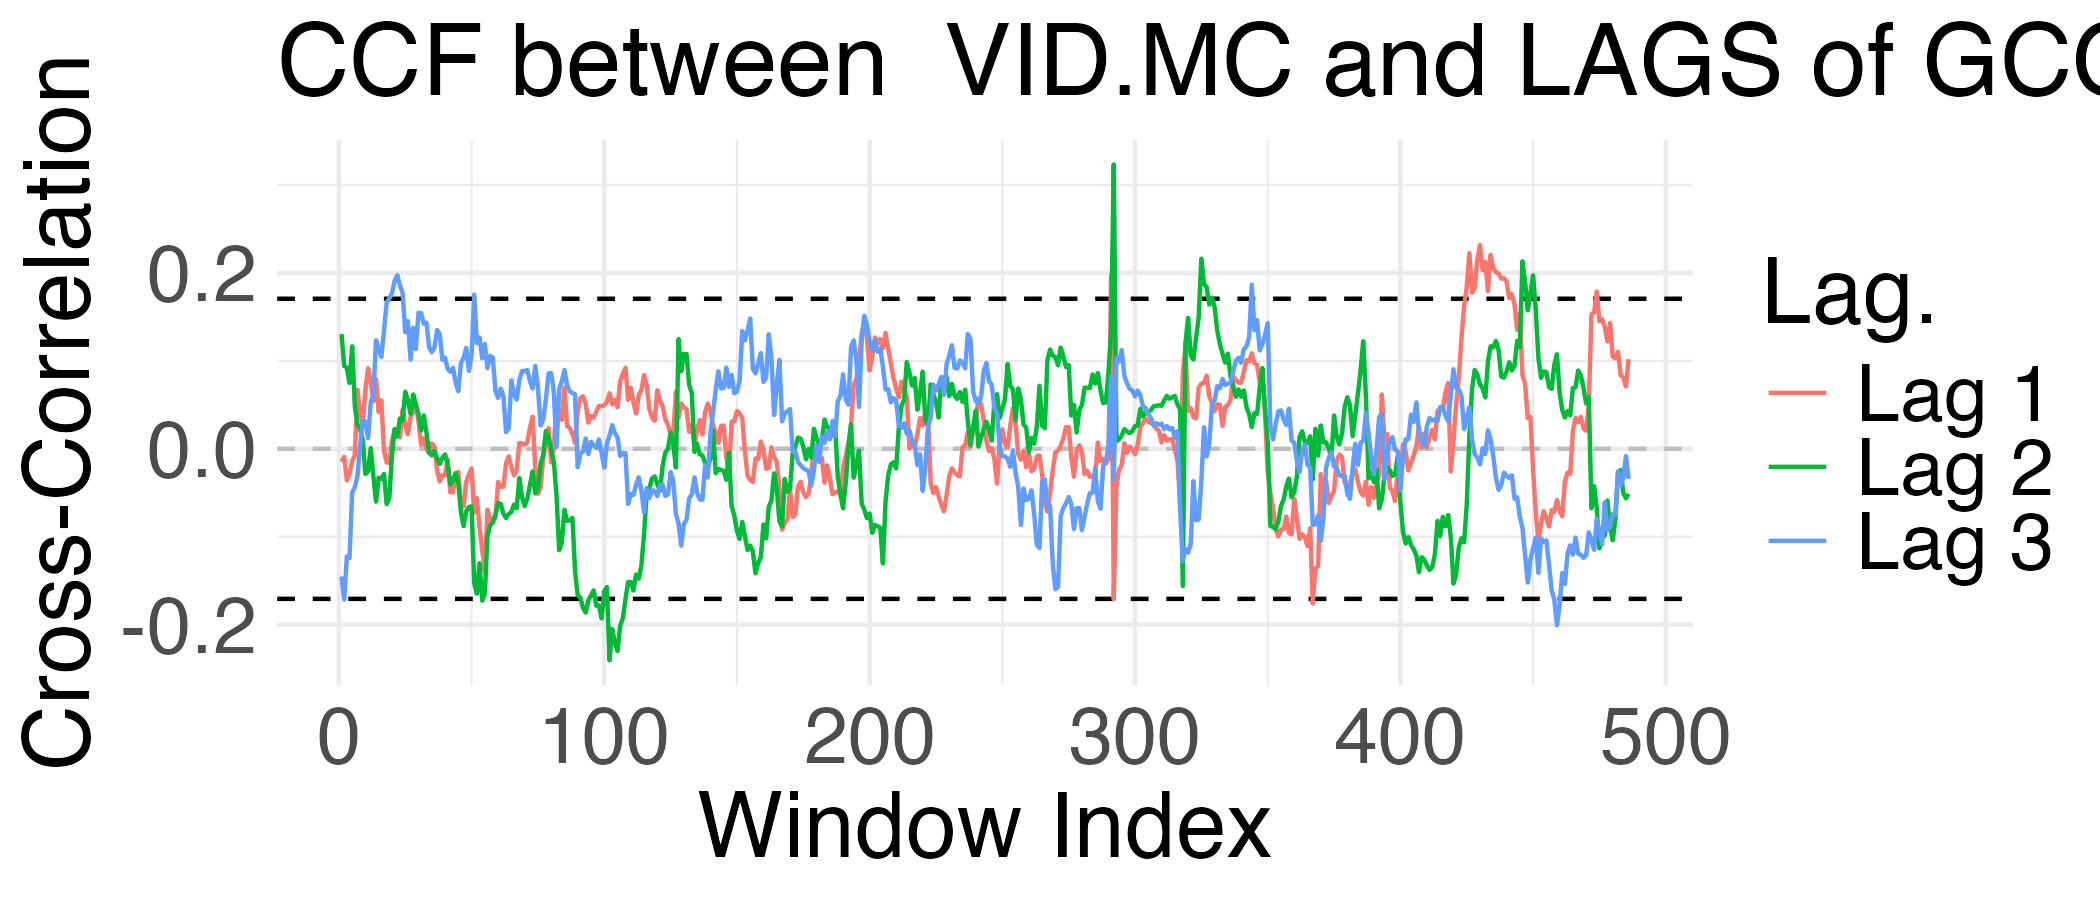 CCF between  VID.MC and LAGS of GCC
Cross-Correlation
0.2
0.0
-0.2
0
100
200
300
400
500
Window Index
Lag.
Lag 1
Lag 2
Lag 3